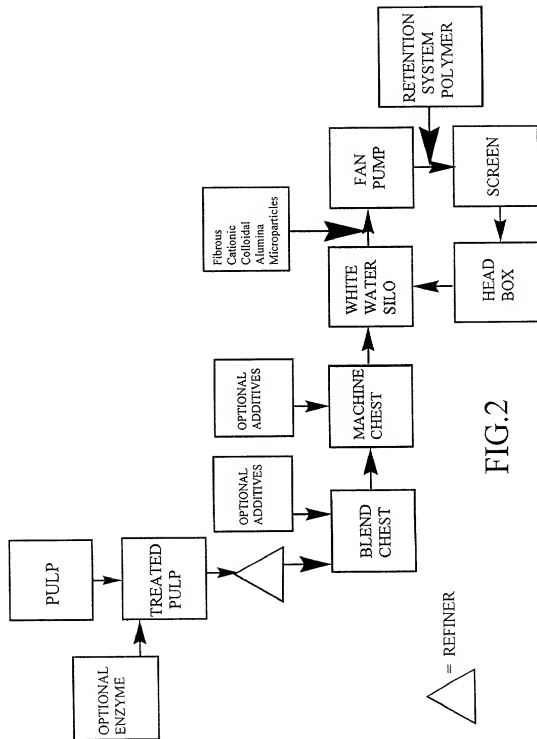 PULP
OPTIONAL
ENZYME
TREATED
PULP
OPTIONAL
ADDITIVES
OPTIONAL
ADDITIVES
BLEND
CHEST
MACHINE
CHEST
Fibrous
Cationic
Colloidal
Alumina
Microparticles
WHITE
WATER
SILO
FAN
PUMP
RETENTION
SYSTEM
POLYMER
SCREEN
HEAD
BOX
= REFINER
FIG.2